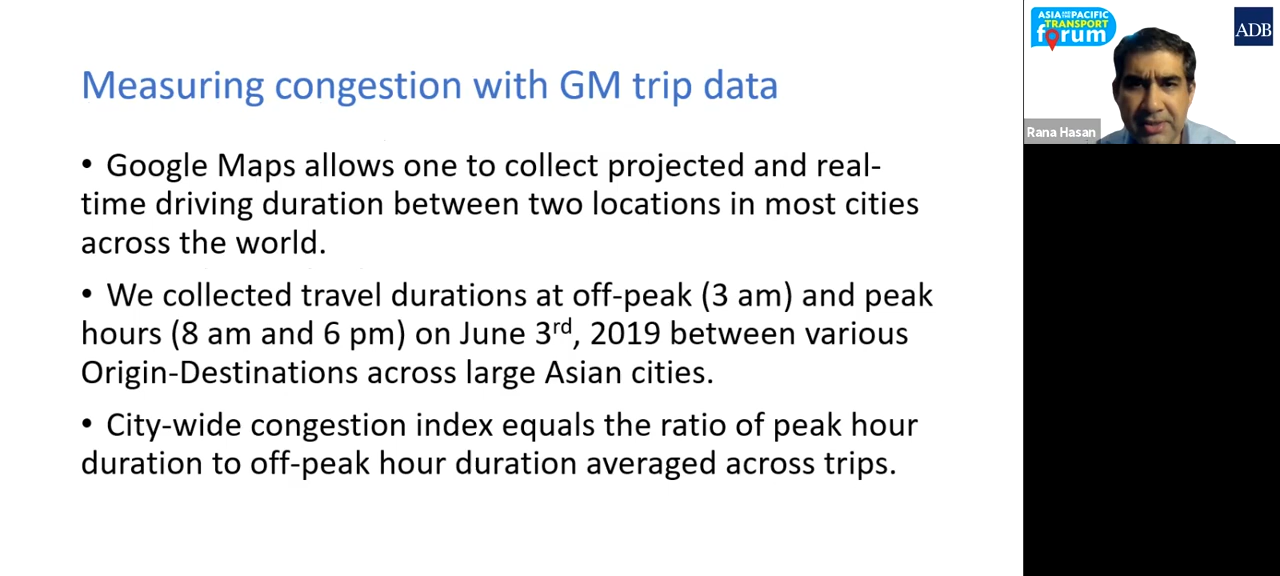 Measuring congestion with GM trip data
• Google Maps allows one to collect projected and real-
time driving duration between two locations in most cities
across the world.
• We collected travel durations at off-peak (3 am) and peak
hours (8 am and 6 pm) on June 3rd, 2019 between various
Origin-Destinations across large Asian cities.
• City-wide congestion index equals the ratio of peak hour
duration to off-peak hour duration averaged across trips.
ASIA AND THE PACIFIC
TRANSPORT
forum
ADB
Rana Hasan